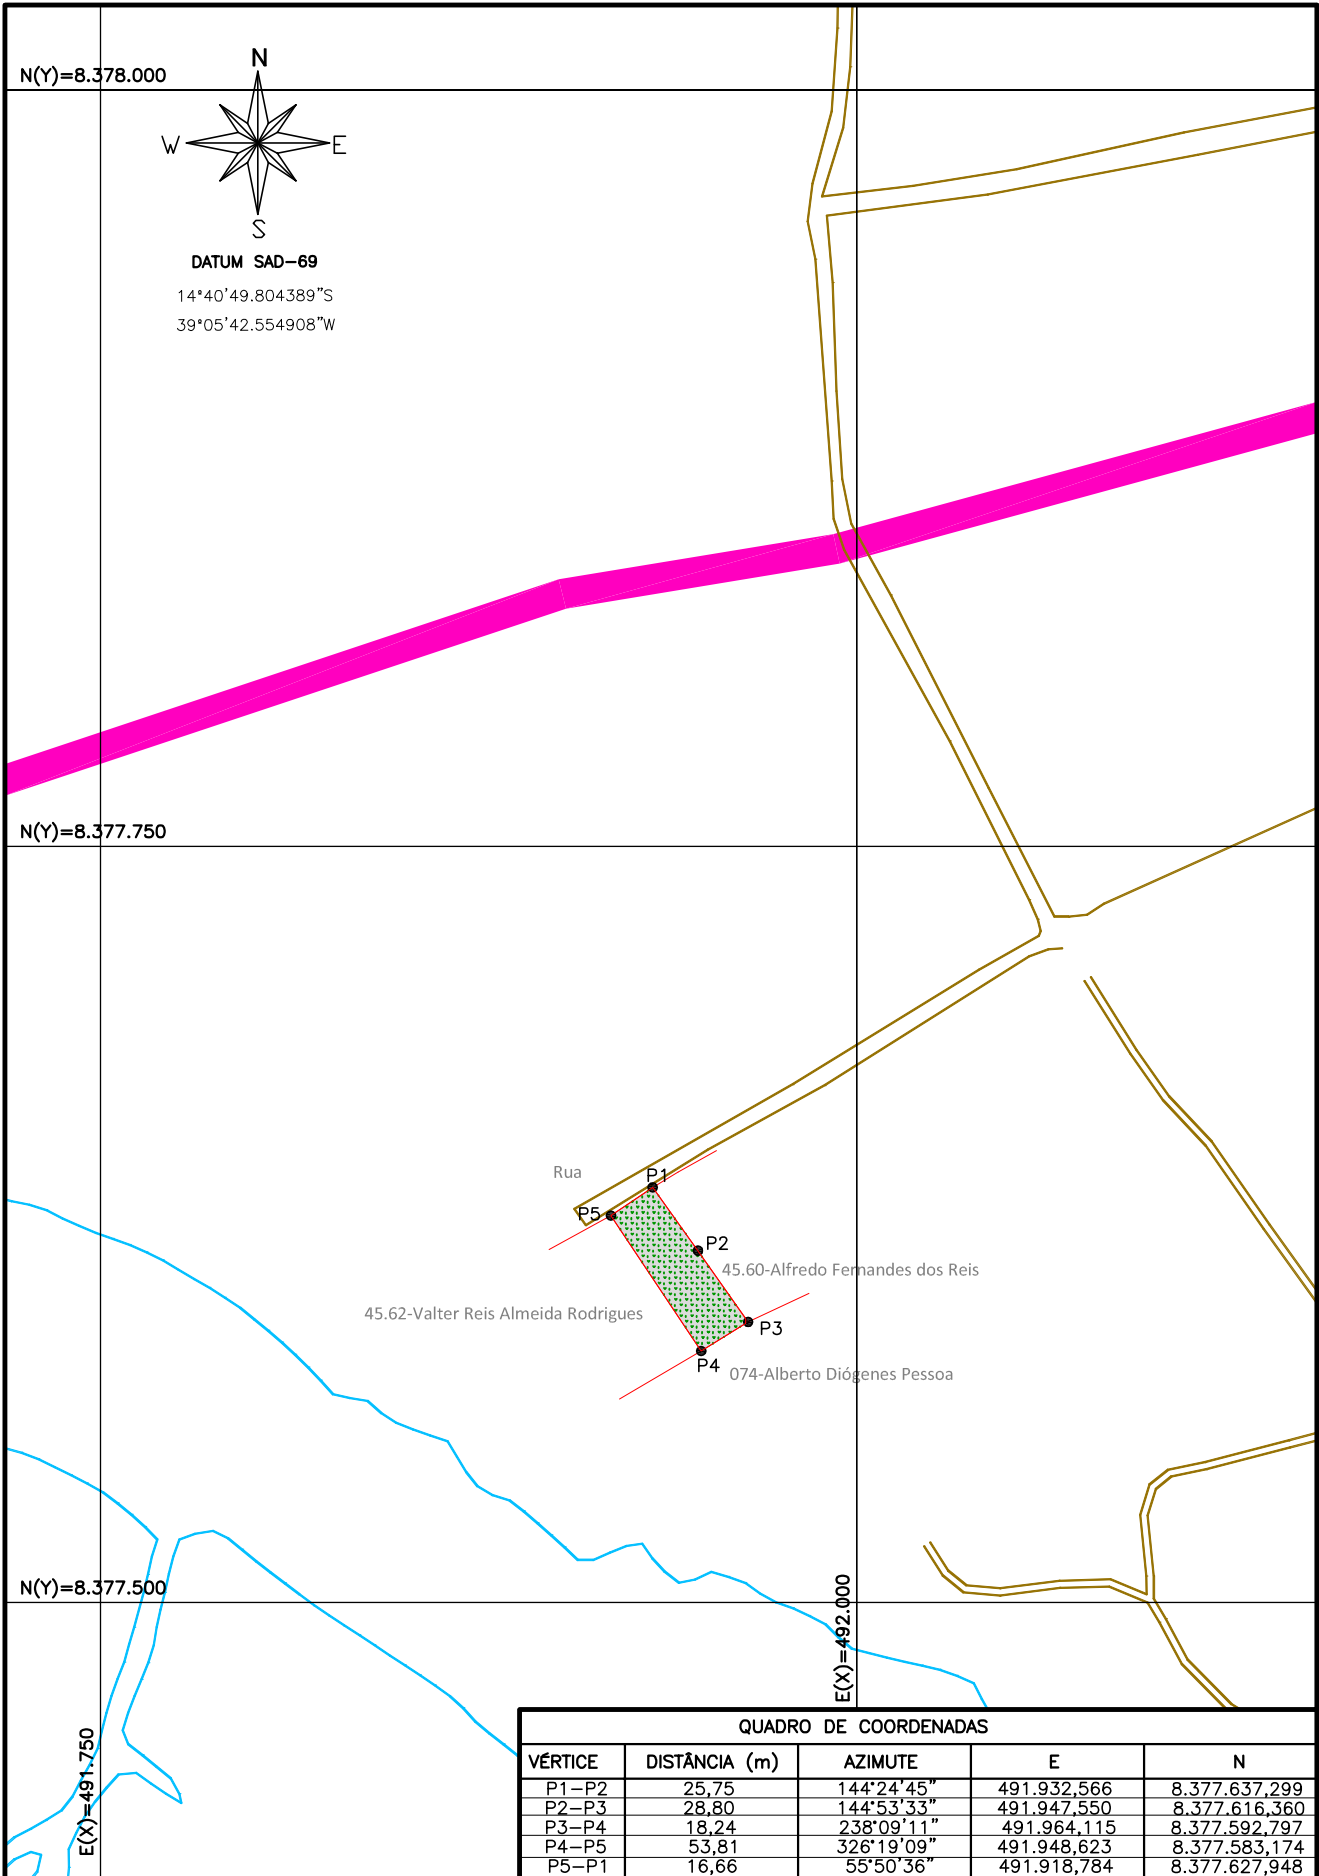 N(Y)=8.378.000
N
W E
S
DATUM SAD-69
14°40'49.804389"S
39°05'42.554908"W
N(Y)=8.377.750
Rua
P1
P5
P2
45.60-Alfredo Fernandes dos Reis
45.62-Valter Reis Almeida Rodrigues
P3
P4
074-Alberto Diógenes Pessoa
N(Y)=8.377.500
E(X)=492.000
E(X)=491.750
QUADRO DE COORDENADAS
VÉRTICE DISTÂNCIA (m) AZIMUTE E N
P1-P2 25,75 144°24'45" 491.932,566 8.377.637,299
P2-P3 28,80 144°53'33" 491.947,550 8.377.616,360
P3-P4 18,24 238°09'11" 491.964,115 8.377.592,797
P4-P5 53,81 326°19'09" 491.948,623 8.377.583,174
P5-P1 16,66 55°50'36" 491.918,784 8.377.627,948